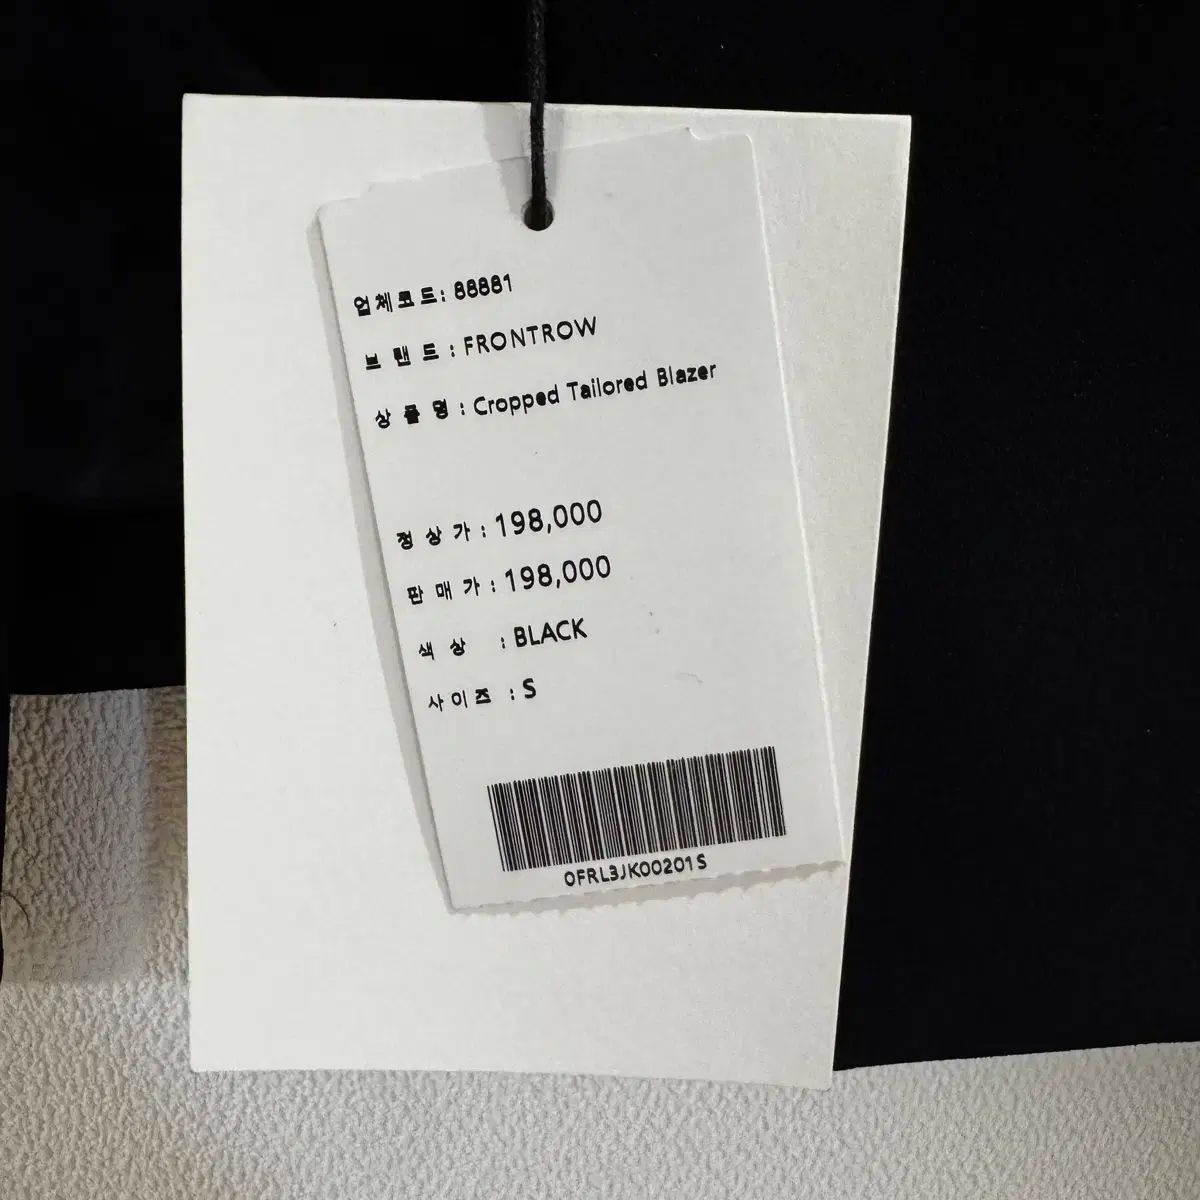 업체코드: 88881
브 랜 드 : FRONTROW
상 품 명 : Cropped Tailored Blazer
정 상 가 : 198,000
판 매 가 : 198,000
색 상 : BLACK
사 이 즈 : S
0FRL3JK00201S